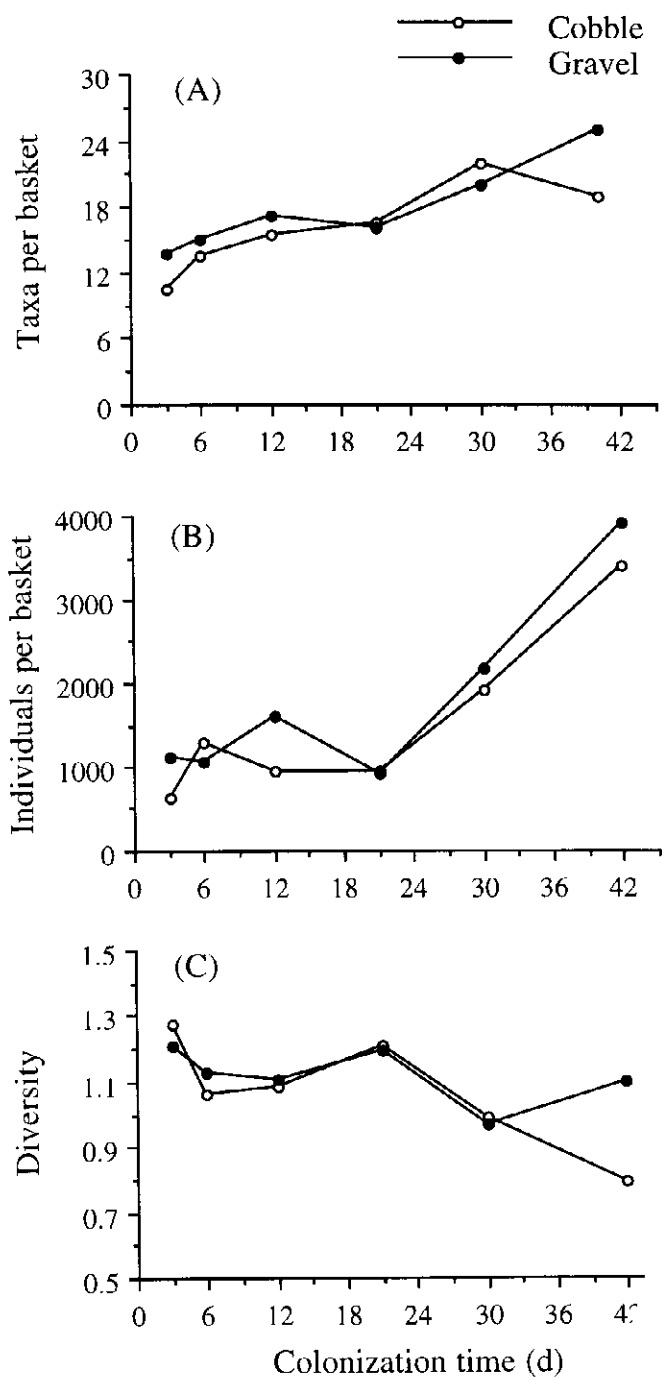 Cobble
Gravel
(A)
Taxa per basket
30
24
18
12
6
0
0 6 12 18 24 30 36 42
(B)
Individuals per basket
4000
3000
2000
1000
0
0 6 12 18 24 30 36 42
(C)
Diversity
1.5
1.3
1.1
0.9
0.7
0.5
0 6 12 18 24 30 36
Colonization time (d)